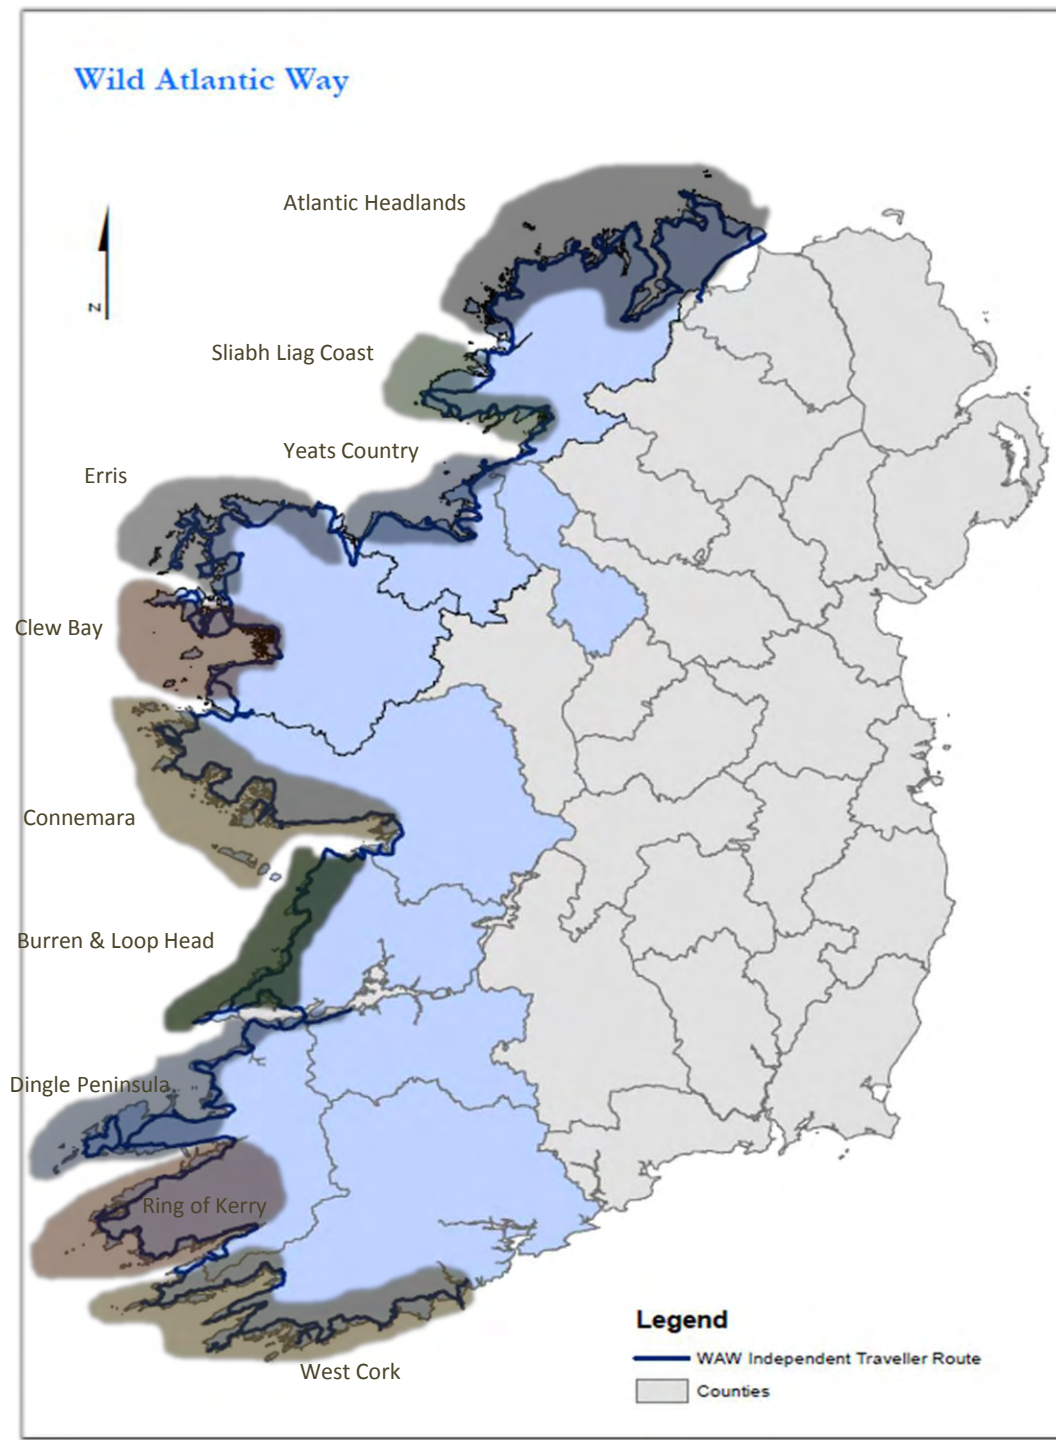 Wild Atlantic Way
Atlantic Headlands
Sliabh Liag Coast
Yeats Country
Erris
Clew Bay
Connemara
Burren & Loop Head
Dingle Peninsula
Ring of Kerry
West Cork
N
Legend
WAW Independent Traveller Route
Counties